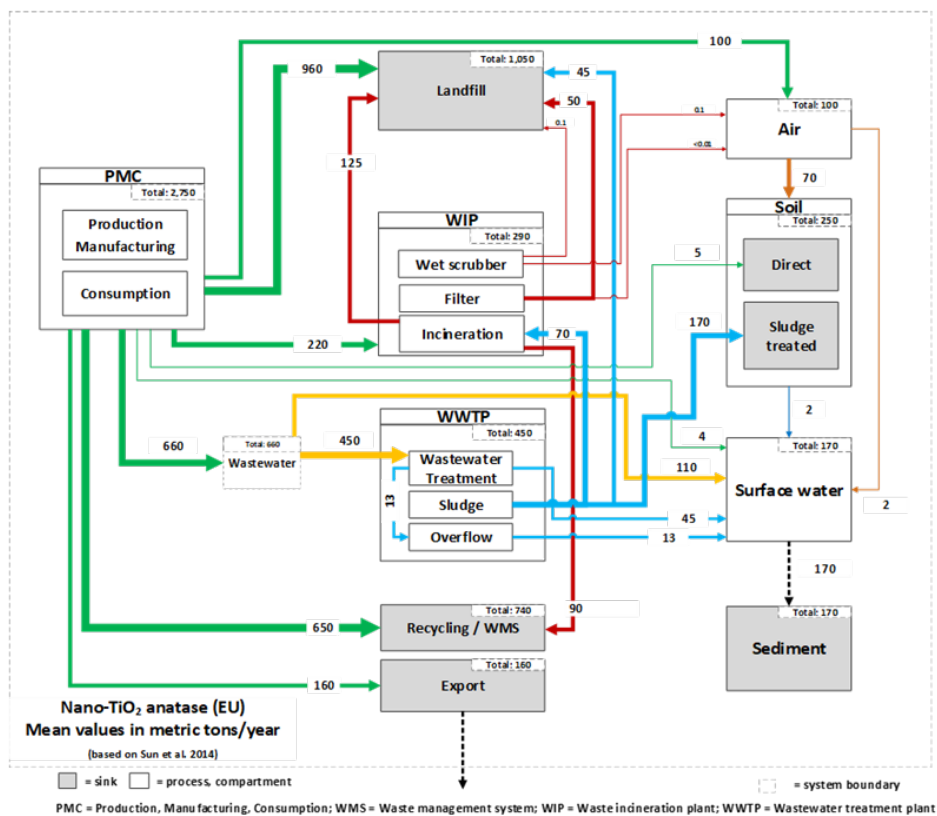 100
Total: 1,050
960
45
Landfill
50
0.1
0.1
Total: 100
Air
<0.01
125
70
PMC
Total: 2,750
Production
Manufacturing
Consumption
WIP
Total: 290
Wet scrubber
Filter
Incineration
Soil
Total: 250
5
Direct
170
Sludge
treated
70
220
2
WWTP
Total: 450
4
Total: 170
660
Total: 660
Wastewater
450
Wastewater
Treatment
110
Surface water
13
Sludge
45
2
Overflow
13
170
90
Total: 740
Recycling / WMS
650
Total: 170
Sediment
Total: 160
Export
160
Nano-TiO₂ anatase (EU)
Mean values in metric tons/year
(based on Sun et al. 2014)
= sink
= process, compartment
= system boundary
PMC = Production, Manufacturing, Consumption; WMS = Waste management system; WIP = Waste incineration plant; WWTP = Wastewater treatment plant